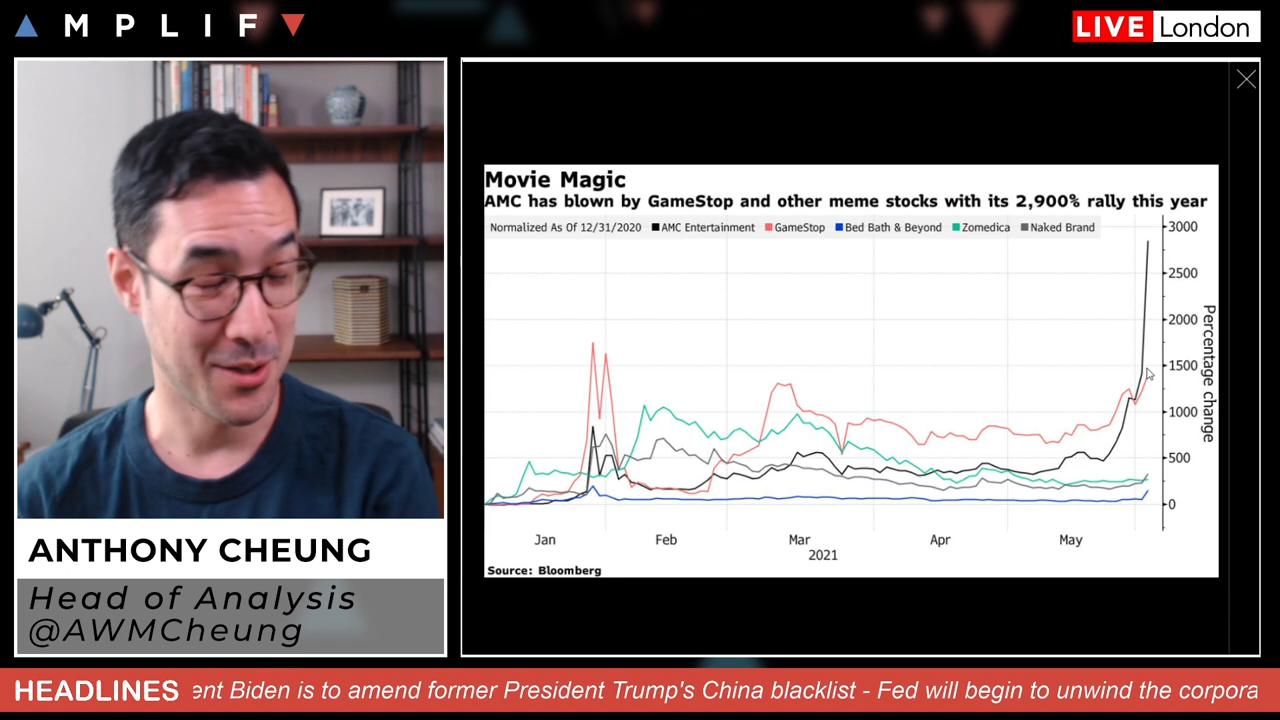 AMPLIFY
LIVE London
Movie Magic
AMC has blown by GameStop and other meme stocks with its 2,900% rally this year
Normalized As Of 12/31/2020 AMC Entertainment GameStop Bed Bath & Beyond Zomedica Naked Brand
3000
2500
2000
1500
1000
500
0
Percentage change
Jan Feb Mar Apr May
2021
Source: Bloomberg
ANTHONY CHEUNG
Head of Analysis
@AWMCheung
HEADLINES ent Biden is to amend former President Trump's China blacklist - Fed will begin to unwind the corpora